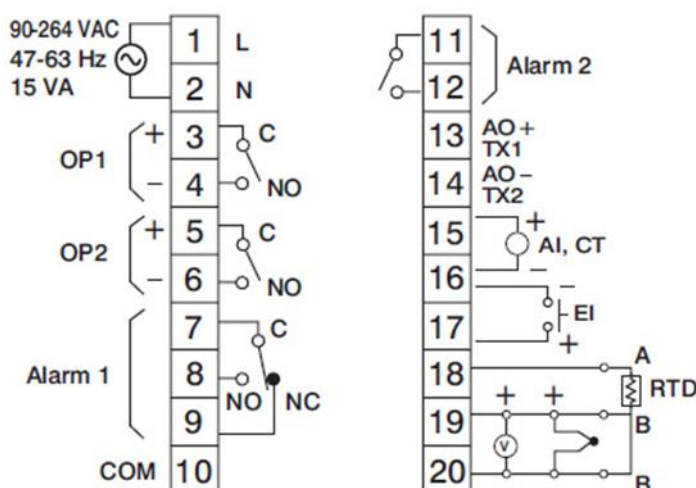 90-264 VAC
47-63 Hz
15 VA
1 L
2 N
OP1 + 3 C
− 4 NO
OP2 + 5 C
− 6 NO
Alarm 1
7 C
8 NO NC
9
COM 10
11
12
Alarm 2
13 AO +
TX1
14 AO −
TX2
15 +
AI, CT
16 −
−
EI
17 +
18 A
RTD
19 + + B
V
20 B